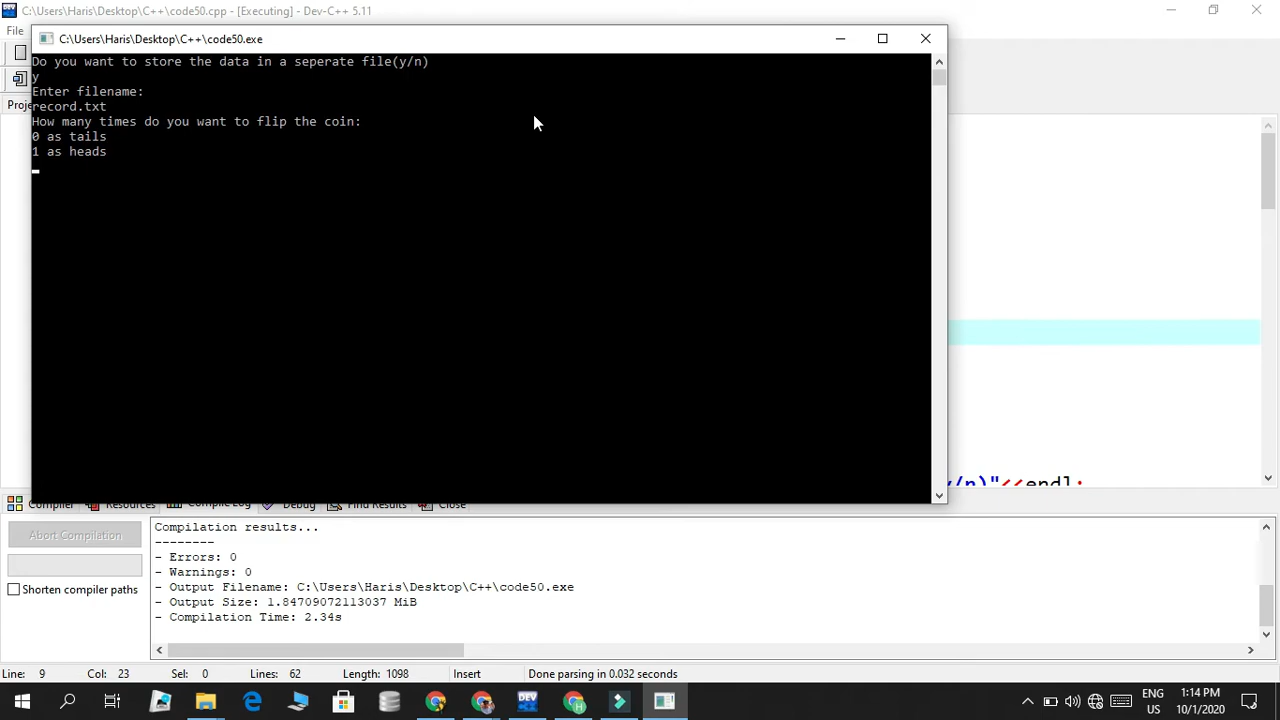 C:\Users\Haris\Desktop\C++\code50.cpp - [Executing] - Dev-C++ 5.11
File
C:\Users\Haris\Desktop\C++\code50.exe
Do you want to store the data in a seperate file(y/n)
y
Enter filename:
record.txt
How many times do you want to flip the coin:
0 as tails
1 as heads
Proje
y/n)"<<endl;
Compiler Resources Compile Log Debug Find Results Close
Compilation results...
--------
- Errors: 0
- Warnings: 0
- Output Filename: C:\Users\Haris\Desktop\C++\code50.exe
- Output Size: 1.84709072113037 MiB
- Compilation Time: 2.34s
Abort Compilation
Shorten compiler paths
Line: 9 Col: 23 Sel: 0 Lines: 62 Length: 1098 Insert Done parsing in 0.032 seconds
DEV
ENG
US
1:14 PM
10/1/2020